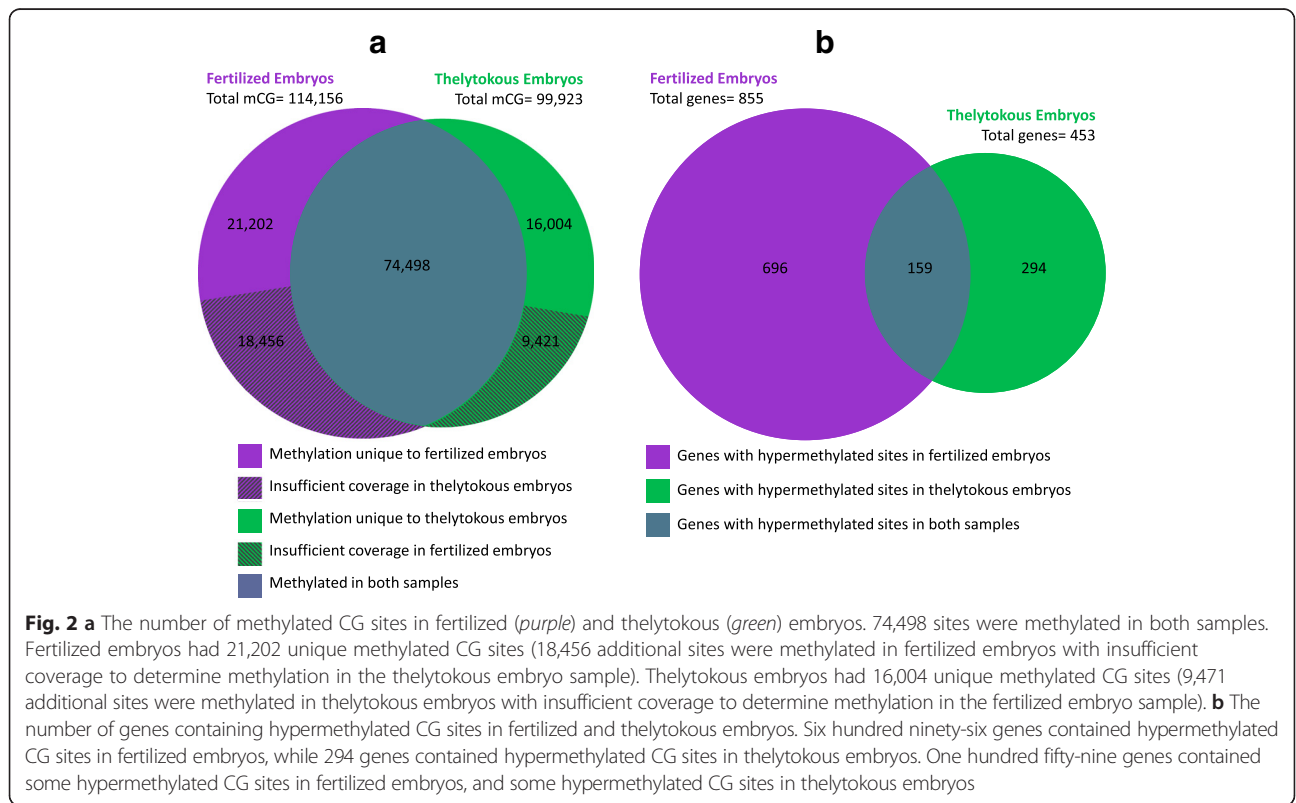 a
Fertilized Embryos
Total mCG= 114,156
Thelytokous Embryos
Total mCG= 99,923
21,202
16,004
74,498
18,456
9,421
Methylation unique to fertilized embryos
Insufficient coverage in thelytokous embryos
Methylation unique to thelytokous embryos
Insufficient coverage in fertilized embryos
Methylated in both samples
b
Fertilized Embryos
Total genes= 855
Thelytokous Embryos
Total genes= 453
696
159
294
Genes with hypermethylated sites in fertilized embryos
Genes with hypermethylated sites in thelytokous embryos
Genes with hypermethylated sites in both samples
Fig. 2 a The number of methylated CG sites in fertilized (purple) and thelytokous (green) embryos. 74,498 sites were methylated in both samples.
Fertilized embryos had 21,202 unique methylated CG sites (18,456 additional sites were methylated in fertilized embryos with insufficient
coverage to determine methylation in the thelytokous embryo sample). Thelytokous embryos had 16,004 unique methylated CG sites (9,471
additional sites were methylated in thelytokous embryos with insufficient coverage to determine methylation in the fertilized embryo sample). b The
number of genes containing hypermethylated CG sites in fertilized and thelytokous embryos. Six hundred ninety-six genes contained hypermethylated
CG sites in fertilized embryos, while 294 genes contained hypermethylated CG sites in thelytokous embryos. One hundred fifty-nine genes contained
some hypermethylated CG sites in fertilized embryos, and some hypermethylated CG sites in thelytokous embryos